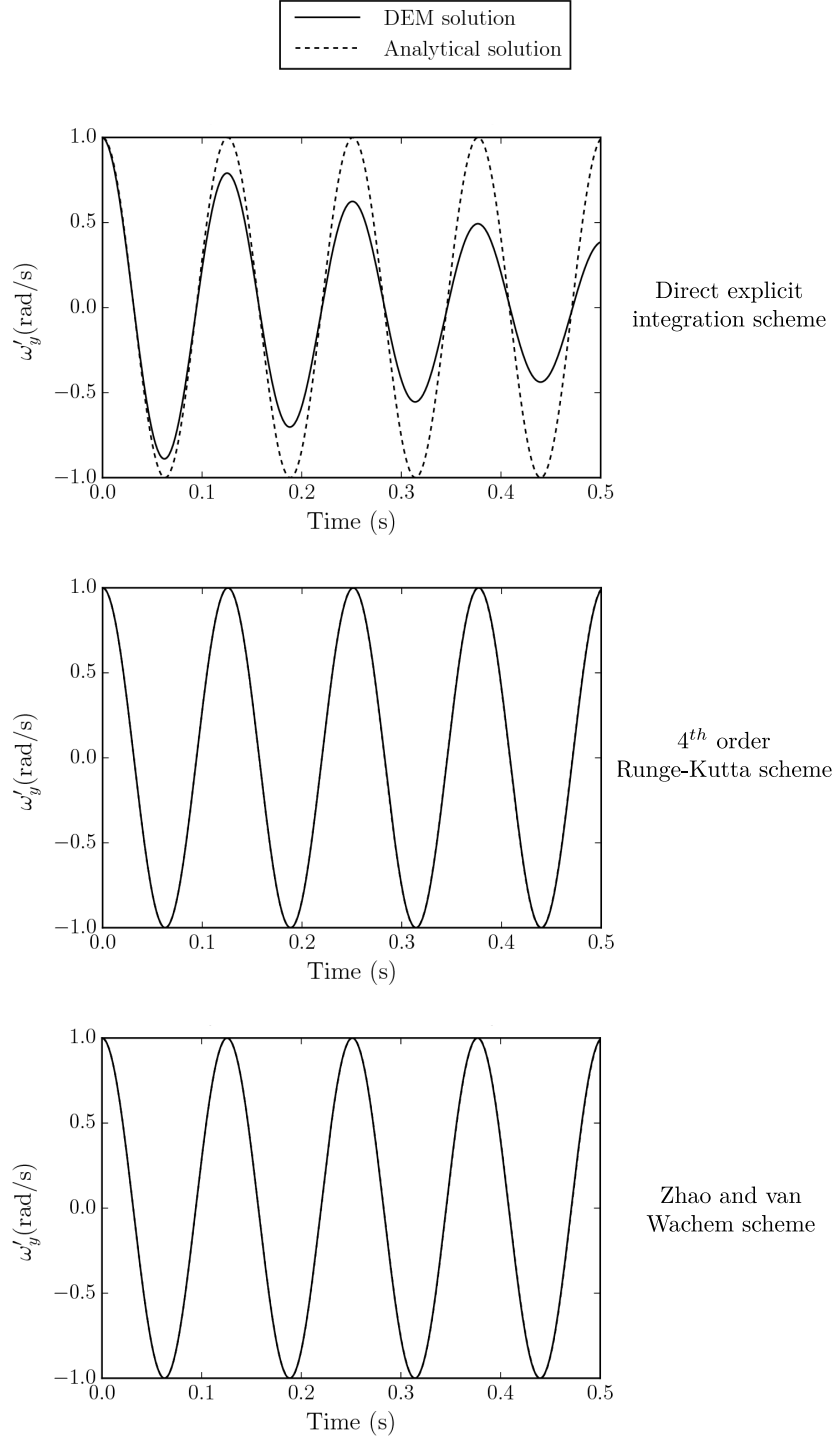 DEM solution
Analytical solution
1.0
0.5
0.0
−0.5
−1.0
ω′y(rad/s)
0.0 0.1 0.2 0.3 0.4 0.5
Time (s)
Direct explicit
integration scheme
1.0
0.5
0.0
−0.5
−1.0
ω′y(rad/s)
0.0 0.1 0.2 0.3 0.4 0.5
Time (s)
4th order
Runge-Kutta scheme
1.0
0.5
0.0
−0.5
−1.0
ω′y(rad/s)
0.0 0.1 0.2 0.3 0.4 0.5
Time (s)
Zhao and van
Wachem scheme